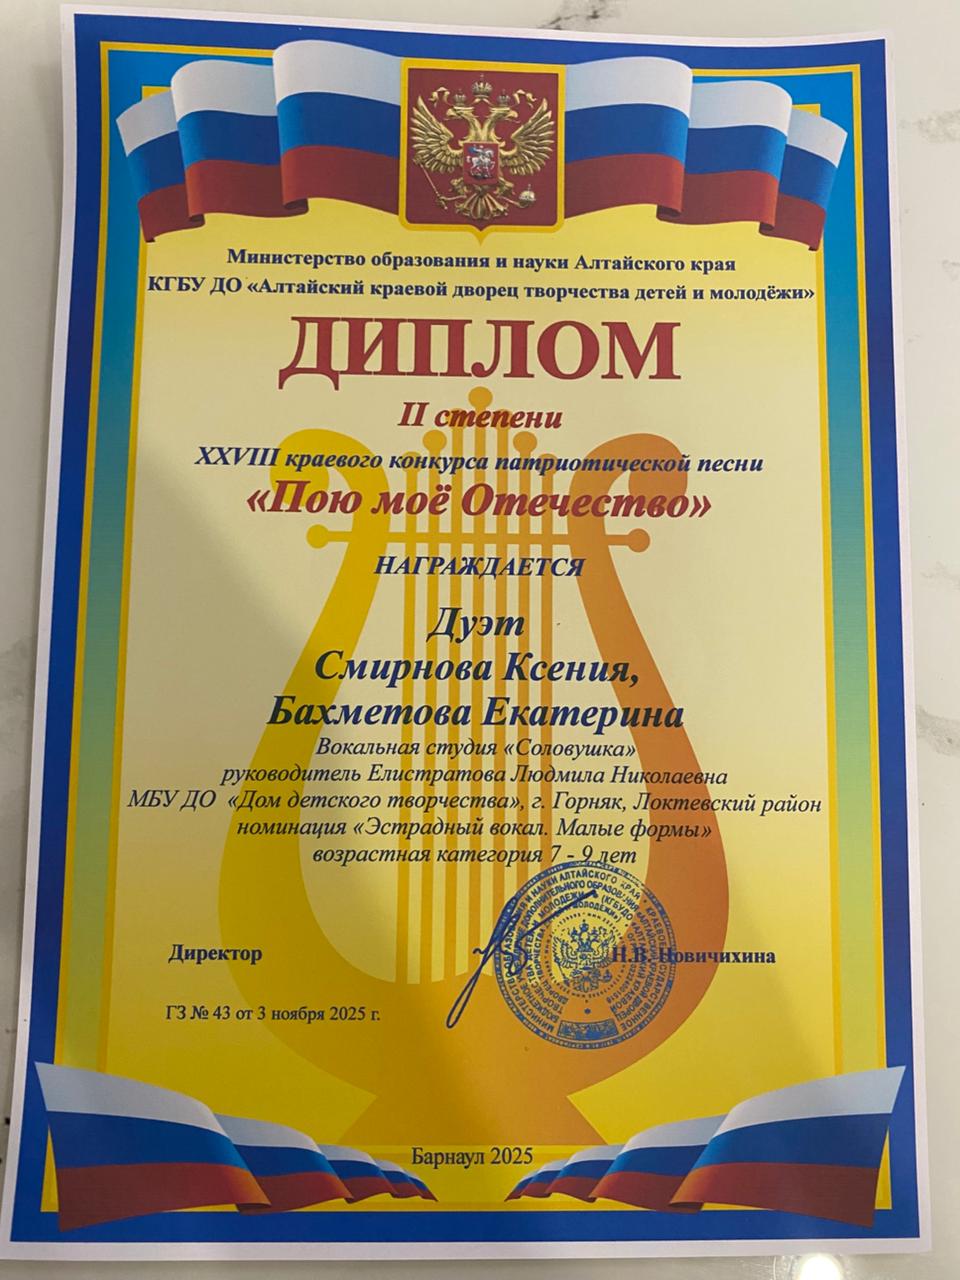 Министерство образования и науки Алтайского края
КГБУ ДО «Алтайский краевой дворец творчества детей и молодёжи»
ДИПЛОМ
II степени
XXVIII краевого конкурса патриотической песни
«Пою моё Отечество»
НАГРАЖДАЕТСЯ
Дуэт
Смирнова Ксения,
Бахметова Екатерина
Вокальная студия «Соловушка»
руководитель Елистратова Людмила Николаевна
МБУ ДО «Дом детского творчества», г. Горняк, Локтевский район
номинация «Эстрадный вокал. Малые формы»
возрастная категория 7 - 9 лет
Директор
Н.В. Новичихина
ГЗ № 43 от 3 ноября 2025 г.
Барнаул 2025